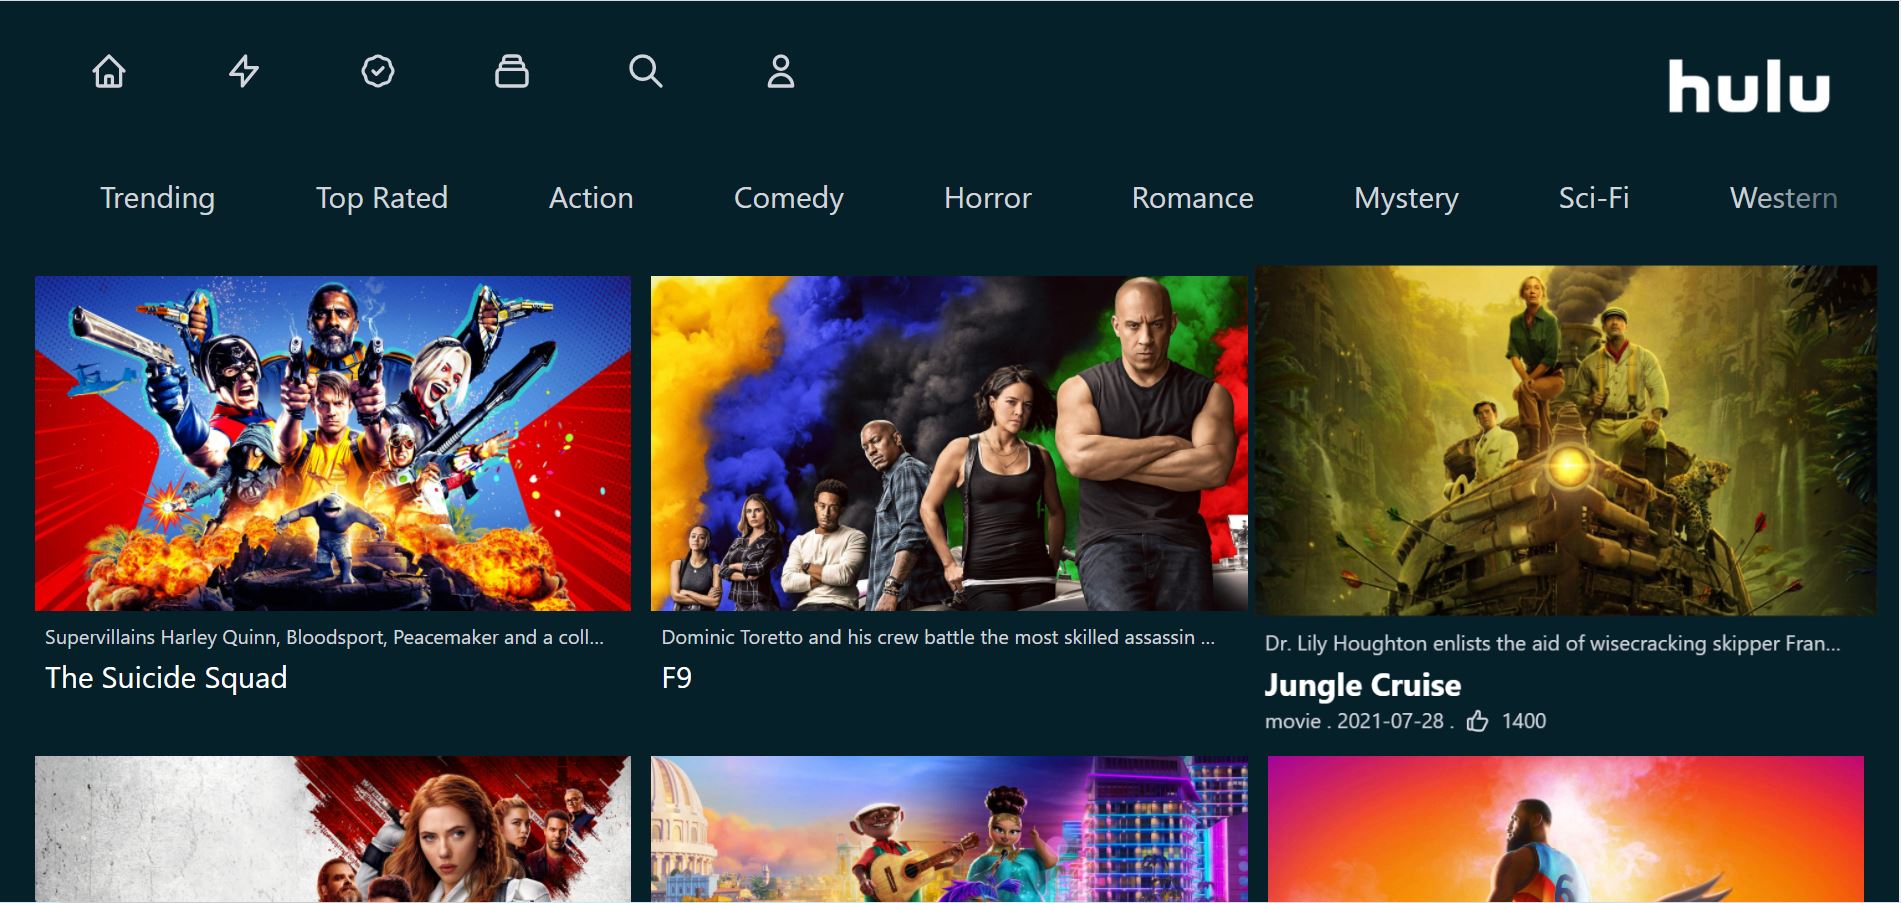 hulu
Trending
Top Rated
Action
Comedy
Horror
Romance
Mystery
Sci-Fi
Western
Supervillains Harley Quinn, Bloodsport, Peacemaker and a coll...
The Suicide Squad
Dominic Toretto and his crew battle the most skilled assassin ...
F9
Dr. Lily Houghton enlists the aid of wisecracking skipper Fran...
Jungle Cruise
movie . 2021-07-28 . 1400
6